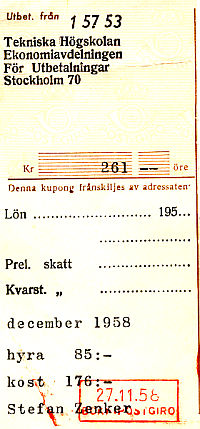 Utbet. från 1 57 53
Tekniska Högskolan
Ekonomiavdelningen
För Utbetalningar
Stockholm 70
Kr 261 -- öre
Denna kupong frånskiljes av adressaten
Lön ........................ 195...
........................
Prel. skatt ........................
Kvarst. „ ........................
december 1958
hyra 85:-
kost 176:-
27.11.58
Stefan Zenker
POSTGIRO